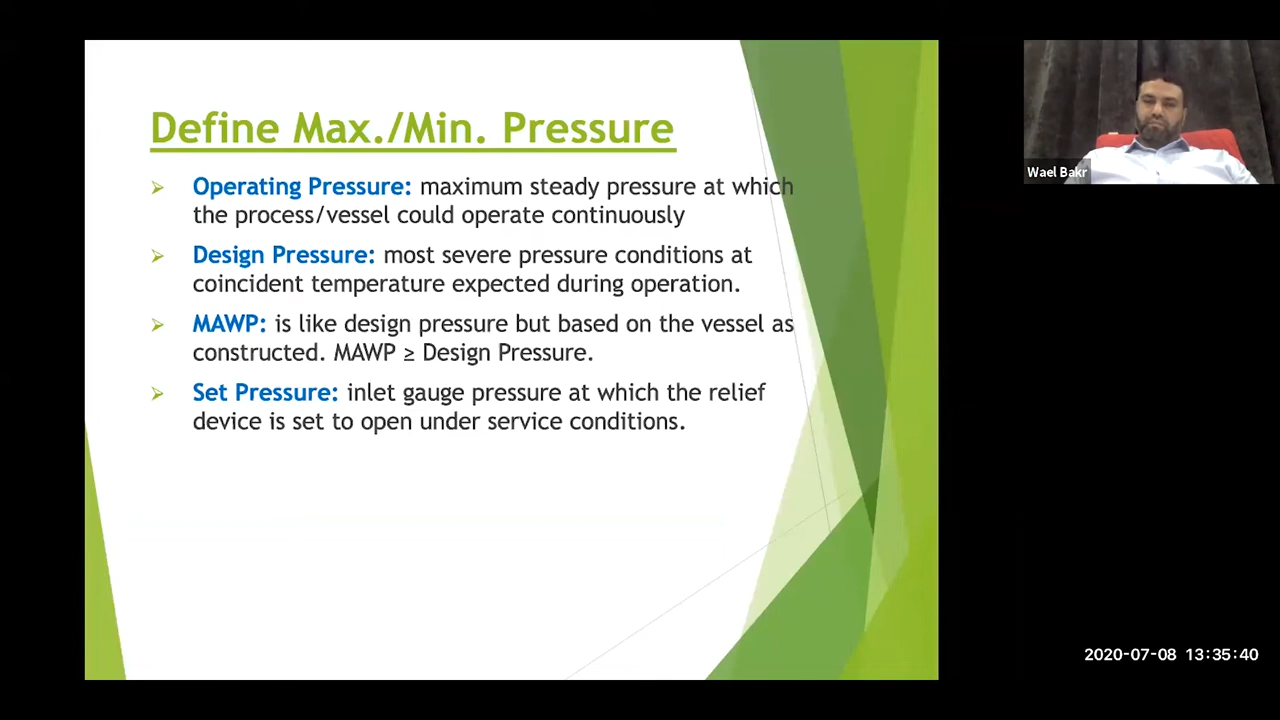 Define Max./Min. Pressure
Operating Pressure: maximum steady pressure at which
the process/vessel could operate continuously
Design Pressure: most severe pressure conditions at
coincident temperature expected during operation.
MAWP: is like design pressure but based on the vessel as
constructed. MAWP ≥ Design Pressure.
Set Pressure: inlet gauge pressure at which the relief
device is set to open under service conditions.
Wael Bakr
2020-07-08 13:35:40